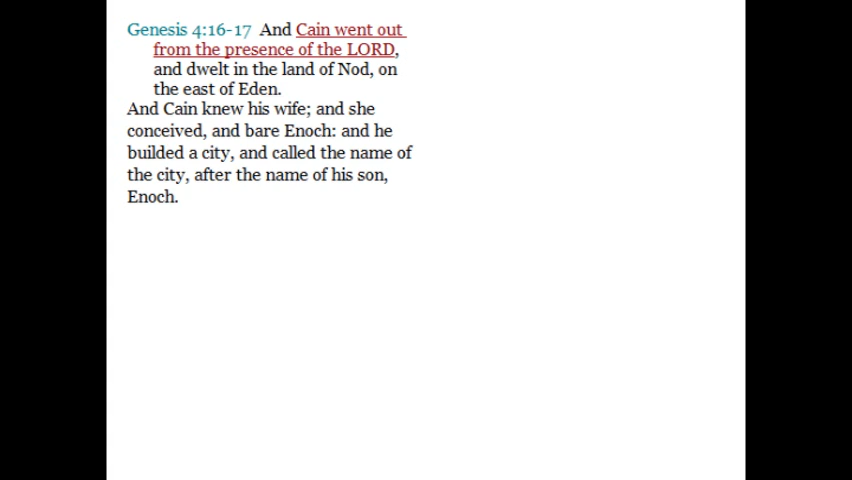 Genesis 4:16-17 And Cain went out
from the presence of the LORD,
and dwelt in the land of Nod, on
the east of Eden.
And Cain knew his wife; and she
conceived, and bare Enoch: and he
builded a city, and called the name of
the city, after the name of his son,
Enoch.